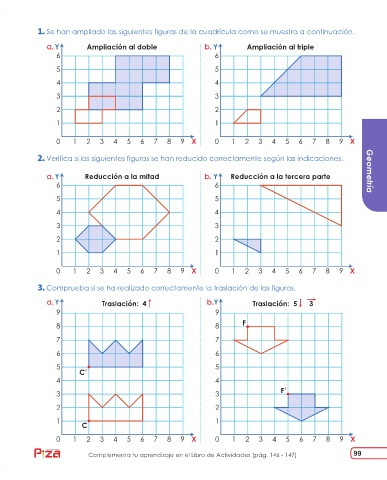 1. Se han ampliado las siguientes figuras de la cuadrícula como se muestra a continuación.
a. Y Ampliación al doble
6
5
4
3
2
1
0 1 2 3 4 5 6 7 8 9 X
b. Y Ampliación al triple
6
5
4
3
2
1
0 1 2 3 4 5 6 7 8 9 X
Geometría
2. Verifica si las siguientes figuras se han reducido correctamente según las indicaciones.
a. Y Reducción a la mitad
6
5
4
3
2
1
0 1 2 3 4 5 6 7 8 9 X
b. Y Reducción a la tercera parte
6
5
4
3
2
1
0 1 2 3 4 5 6 7 8 9 X
3. Comprueba si se ha realizado correctamente la traslación de las figuras.
a. Y Traslación: 4 ↑
9
8
7
6
5
C´
4
3
2
1
C
0 1 2 3 4 5 6 7 8 9 X
b. Y Traslación: 5 ↓ 3
9
8
F
7
6
5
4
F´
3
2
1
0 1 2 3 4 5 6 7 8 9 X
Pizà
Complementa tu aprendizaje en el Libro de Actividades (pág. 146 - 147)
99